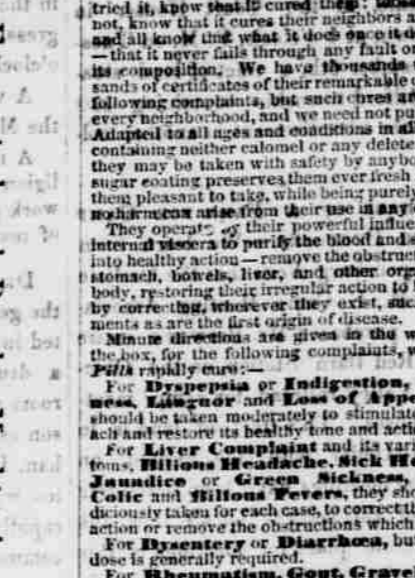 tried it, know that it cured them; those
not, know that it cures their neighbors a
and all know that what it does once it d
—that it never fails through any fault o
its composition. We have thousands
sands of certificates of their remarkable
following complaints, but such cures ar
every neighborhood, and we need not pu
Adapted to all ages and conditions in al
containing neither calomel or any delete
they may be taken with safety by anybo
sugar coating preserves them ever fresh
them pleasant to take, while being purel
no harm can arise from their use in any
They operate by their powerful influe
internal viscera to purify the blood and s
into healthy action—remove the obstruct
stomach, bowels, liver, and other org
body, restoring their irregular action to
by correcting, wherever they exist, suc
ments as are the first origin of disease.
Minute directions are given in the w
the box, for the following complaints, w
Pills rapidly cure:—
For Dyspepsia or Indigestion,
ness, Languor and Loss of Appe
should be taken moderately to stimulat
ach and restore its healthy tone and acti
For Liver Complaint and its vari
toms, Bilious Headache, Sick He
Jaundice or Green Sickness,
Colic and Bilious Fevers, they sh
diciously taken for each case, to correct t
action or remove the obstructions which
For Dysentery or Diarrhœa, but
dose is generally required.
For Rheumatism, Gout, Grave